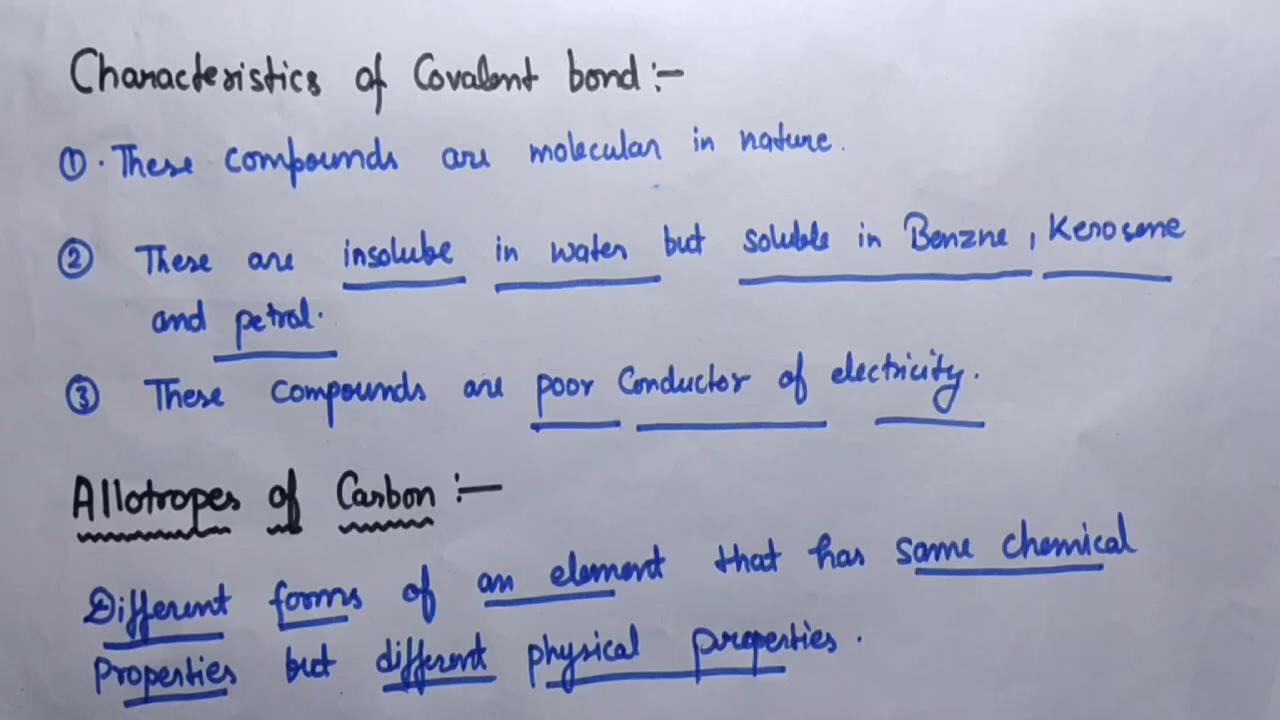 Characteristics of Covalent bond :-
①. These compounds are molecular in nature.
② These are insolube in water but soluble in Benzne, Kerosene
and petral.
③ These compounds are poor Conductor of electricity.
Allotropes of Carbon :-
Different forms of an element that has same chemical
Properties but different physical properties.